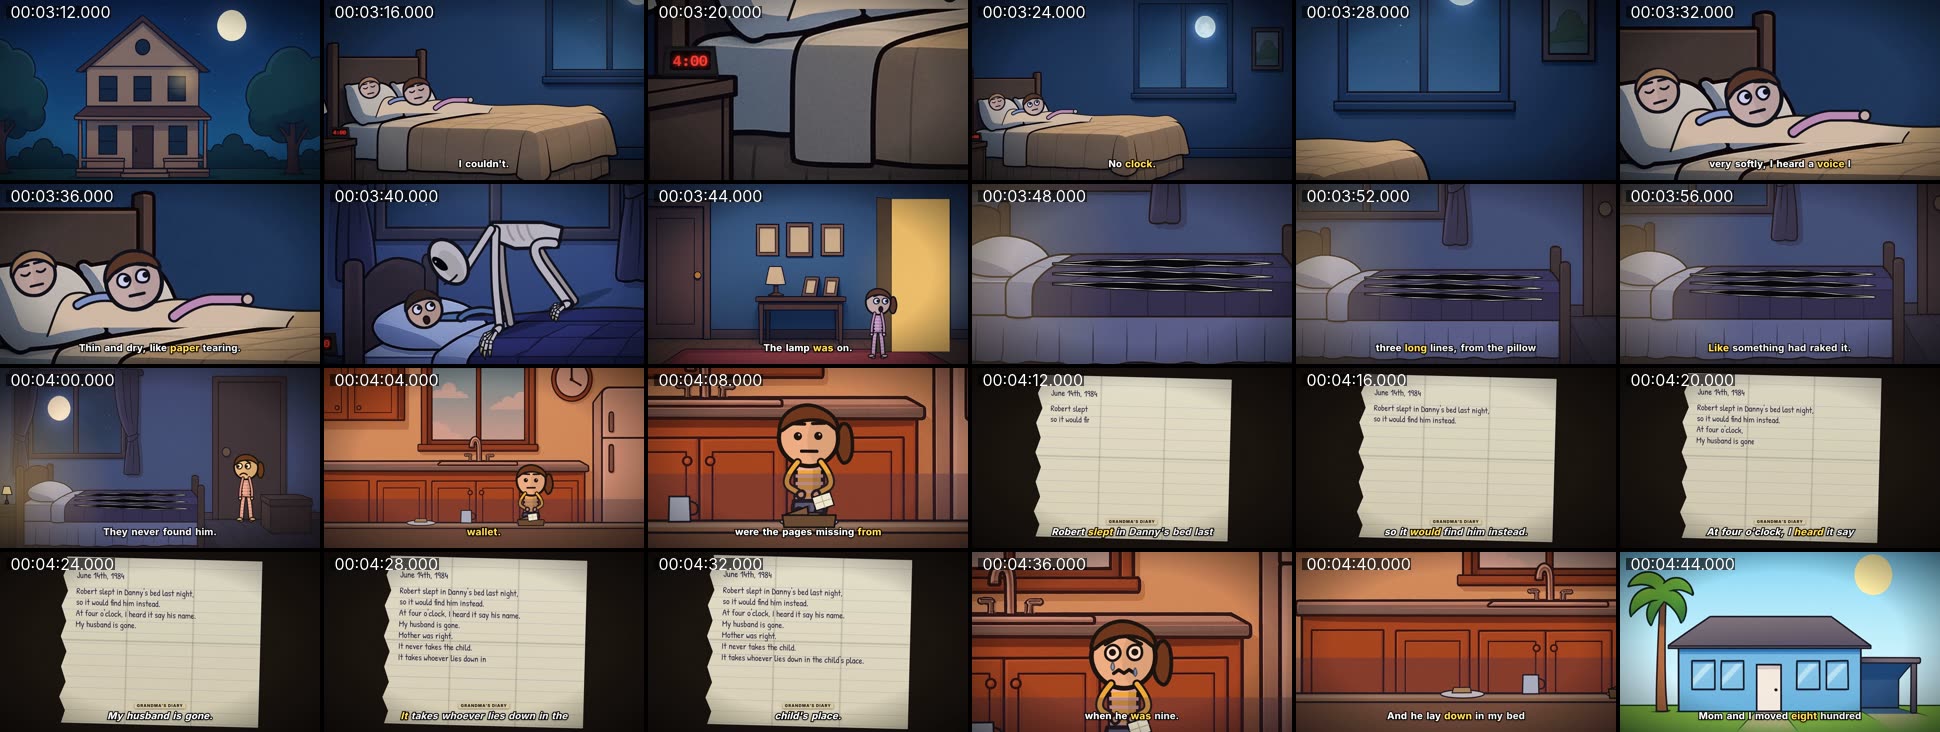 00:03:12.000
00:03:16.000
I couldn't.
00:03:20.000
4:00
00:03:24.000
No clock.
00:03:28.000
00:03:32.000
very softly, I heard a voice I
00:03:36.000
Thin and dry, like paper tearing.
00:03:40.000
00:03:44.000
The lamp was on.
00:03:48.000
00:03:52.000
three long lines, from the pillow
00:03:56.000
Like something had raked it.
00:04:00.000
They never found him.
00:04:04.000
wallet.
00:04:08.000
were the pages missing from
00:04:12.000
June 14th, 1984
Robert slept
so it would fir
GRANDMA'S DIARY
Robert slept in Danny's bed last
00:04:16.000
June 14th, 1984
Robert slept in Danny's bed last night,
so it would find him instead.
GRANDMA'S DIARY
so it would find him instead.
00:04:20.000
June 14th, 1984
Robert slept in Danny's bed last night,
so it would find him instead.
At four o'clock,
My husband is gone
GRANDMA'S DIARY
At four o'clock, I heard it say
00:04:24.000
June 14th, 1984
Robert slept in Danny's bed last night,
so it would find him instead.
At four o'clock, I heard it say his name.
My husband is gone.
GRANDMA'S DIARY
My husband is gone.
00:04:28.000
June 14th, 1984
Robert slept in Danny's bed last night,
so it would find him instead.
At four o'clock, I heard it say his name.
My husband is gone.
Mother was right.
It never takes the child.
It takes whoever lies down in
GRANDMA'S DIARY
It takes whoever lies down in the
00:04:32.000
June 14th, 1984
Robert slept in Danny's bed last night,
so it would find him instead.
At four o'clock, I heard it say his name.
My husband is gone.
Mother was right.
It never takes the child.
It takes whoever lies down in the child's place.
GRANDMA'S DIARY
child's place.
00:04:36.000
when he was nine.
00:04:40.000
And he lay down in my bed
00:04:44.000
Mom and I moved eight hundred